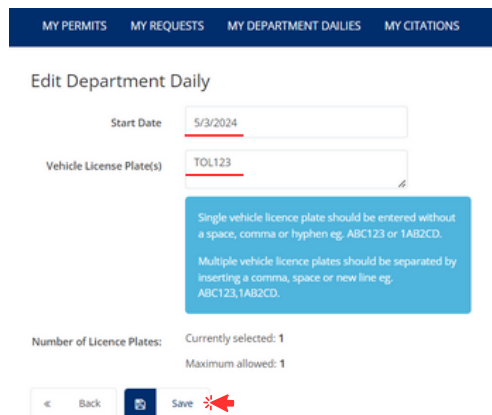 MY PERMITS MY REQUESTS MY DEPARTMENT DAILIES MY CITATIONS
Edit Department Daily
Start Date 5/3/2024
Vehicle License Plate(s) TOL123
Single vehicle licence plate should be entered without
a space, comma or hyphen eg. ABC123 or 1AB2CD.
Multiple vehicle licence plates should be separated by
inserting a comma, space or new line eg.
ABC123,1AB2CD.
Number of Licence Plates: Currently selected: 1
Maximum allowed: 1
« Back Save